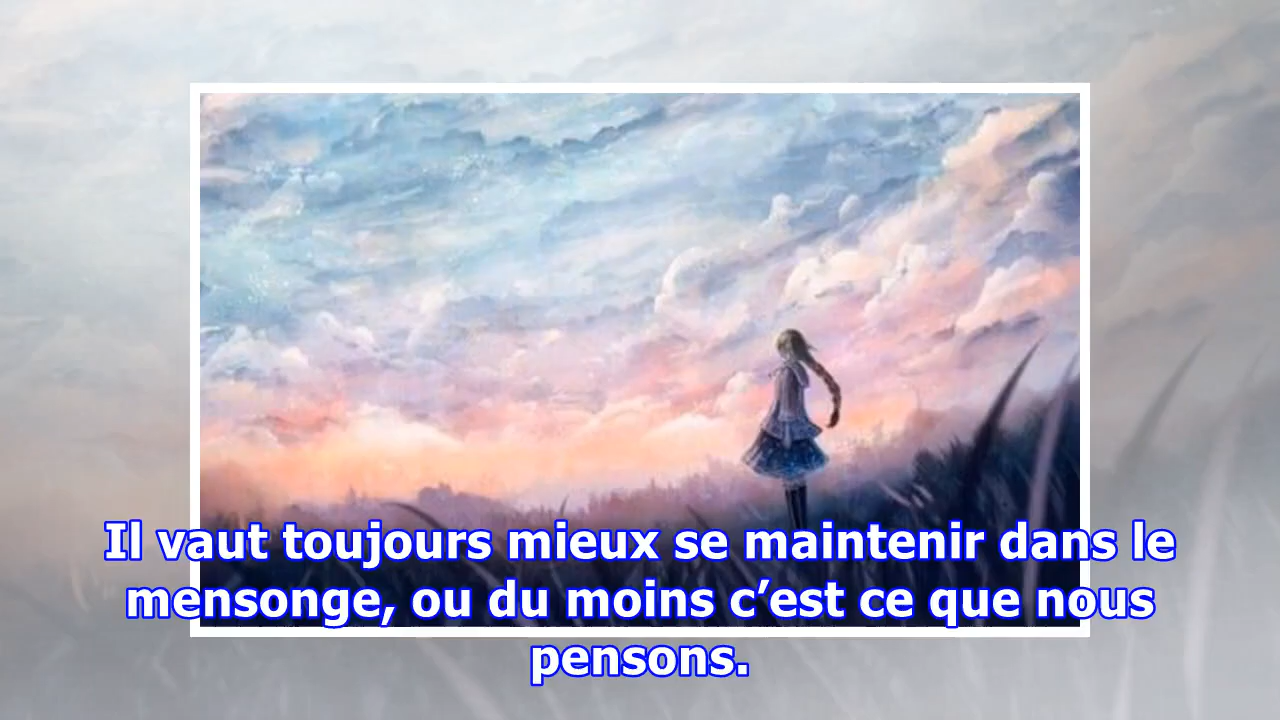 Il vaut toujours mieux se maintenir dans le
mensonge, ou du moins c’est ce que nous
pensons.